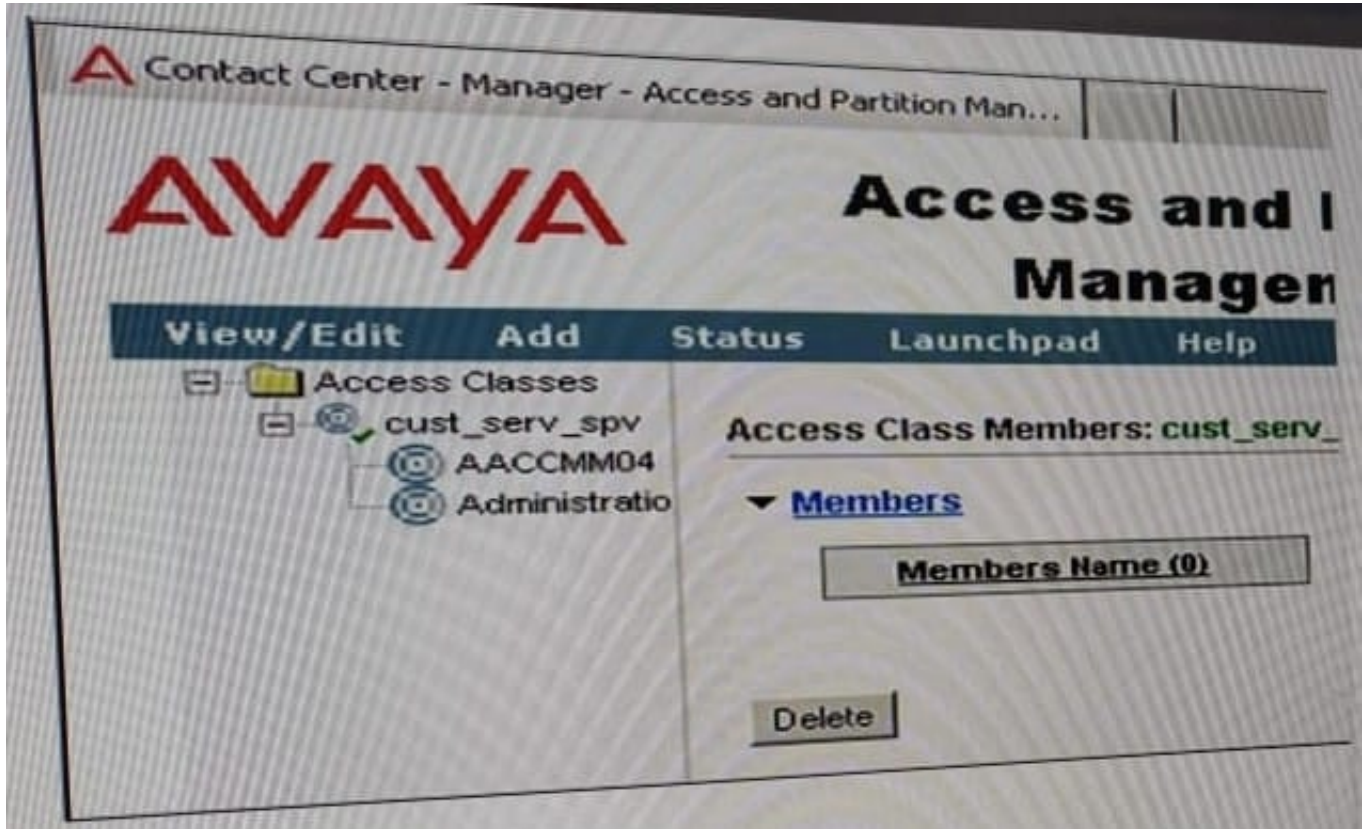 Contact Center - Manager - Access and Partition Man...
AVAYA
Access and
Manager
View/Edit Add Status Launchpad Help
Access Classes
cust_serv_spv
AACCMM04
Administratio
Access Class Members: cust_serv_
Members
Members Name (0)
Delete